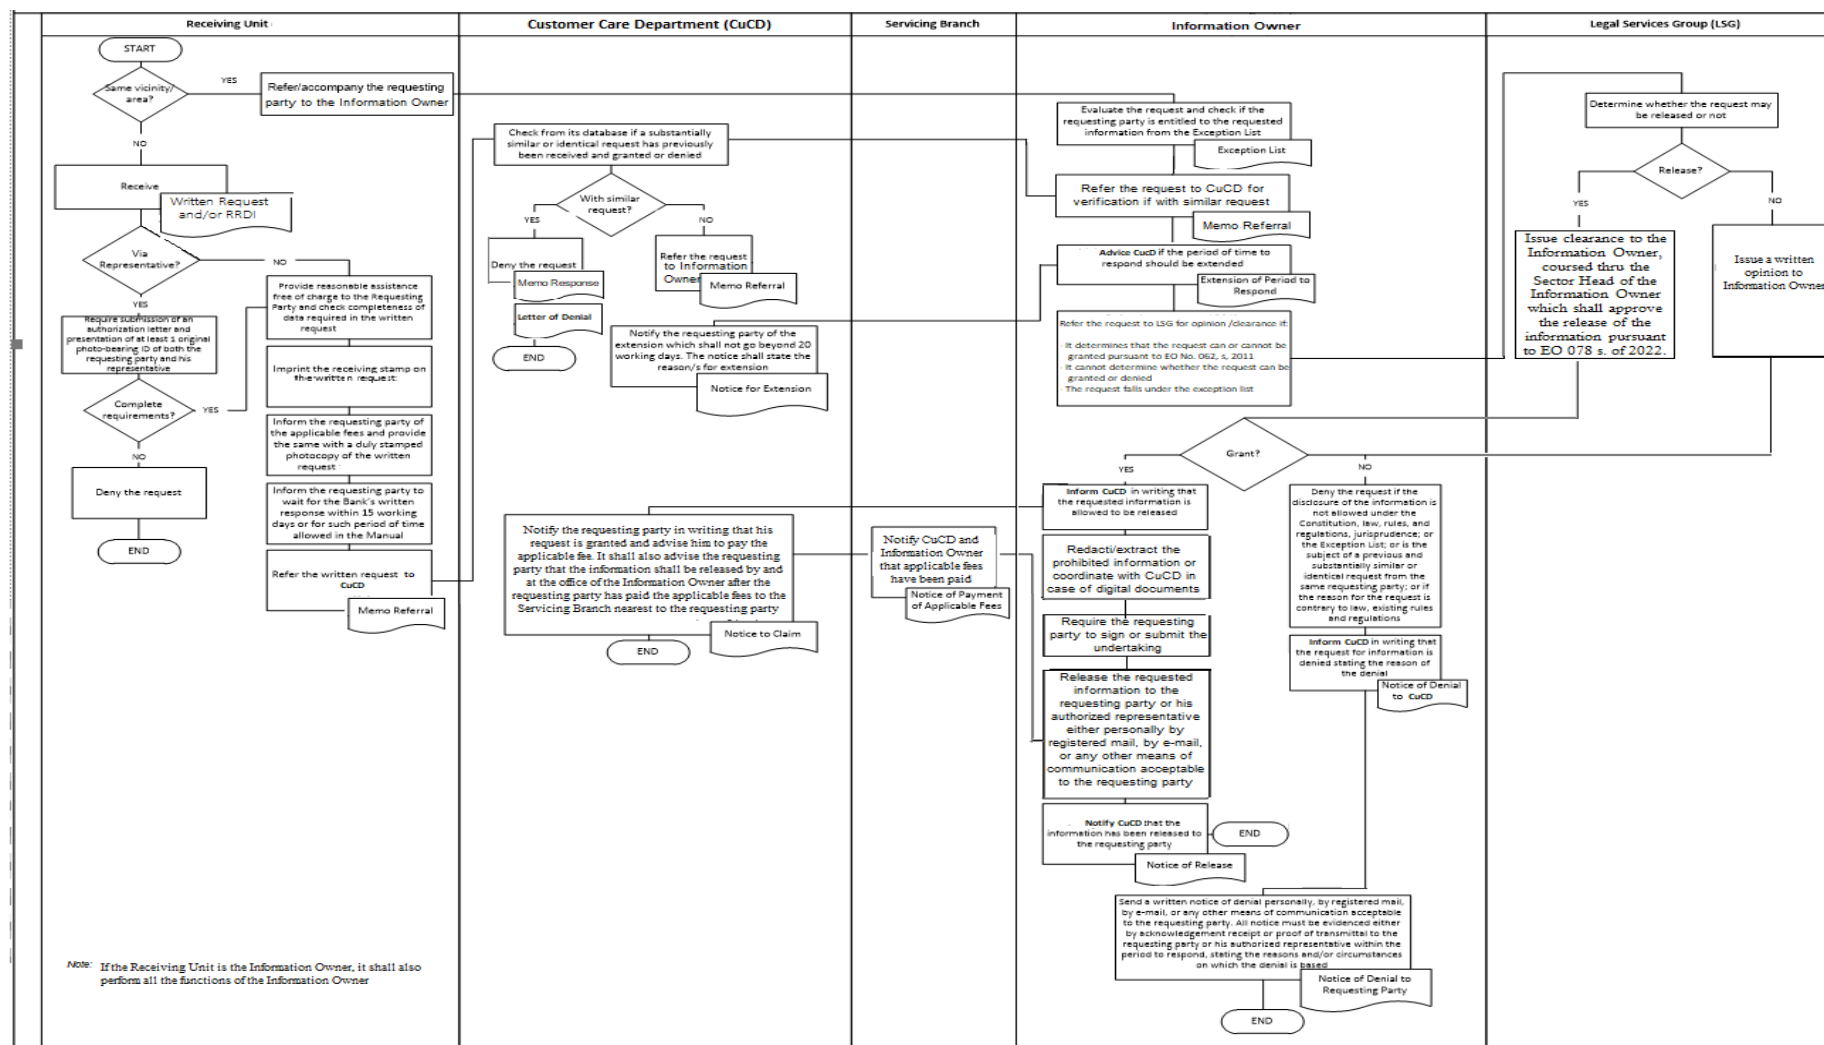 Receiving Unit
Customer Care Department (CuCD)
Servicing Branch
Information Owner
Legal Services Group (LSG)
START
Same vicinity/
area?
YES
Refer/accompany the requesting
party to the Information Owner
NO
Receive
Written Request
and/or RRDI
Via
Representative?
NO
YES
Require submission of an
authorization letter and
presentation of at least 1 original
photo-bearing ID of both the
requesting party and his
representative
Complete
requirements?
YES
NO
Deny the request
END
Provide reasonable assistance
free of charge to the Requesting
Party and check completeness of
data required in the written
request
Imprint the receiving stamp on
the written request:
Inform the requesting party of
the applicable fees and provide
the same with a duly stamped
photocopy of the written
request
Inform the requesting party to
wait for the Bank's written
response within 15 working
days or for such period of time
allowed in the Manual
Refer the written request to
CuCD
Memo Referral
Note: If the Receiving Unit is the Information Owner, it shall also
perform all the functions of the Information Owner
Check from its database if a substantially
similar or identical request has previously
been received and granted or denied
With similar
request?
YES
NO
Deny the request
Memo Response
Letter of Denial
END
Refer the request
to Information
Owner
Memo Referral
Notify the requesting party of the
extension which shall not go beyond 20
working days. The notice shall state the
reason/s for extension
Notice for Extension
Notify the requesting party in writing that his
request is granted and advise him to pay the
applicable fee. It shall also advise the requesting
party that the information shall be released by and
at the office of the Information Owner after the
requesting party has paid the applicable fees to the
Servicing Branch nearest to the requesting party
Notice to Claim
END
Notify CuCD and
Information Owner
that applicable fees
have been paid
Notice of Payment
of Applicable Fees
Evaluate the request and check if the
requesting party is entitled to the requested
information from the Exception List
Exception List
Refer the request to CuCD for
verification if with similar request
Memo Referral
Advice CuCD if the period of time to
respond should be extended
Extension of Period to
Respond
Refer the request to LSG for opinion /clearance if:
- It determines that the request can or cannot be
granted pursuant to EO No. 062, s, 2011
- It cannot determine whether the request can be
granted or denied
- The request falls under the exception list
Grant?
YES
NO
Inform CuCD in writing that
the requested information is
allowed to be released
Redacti/extract the
prohibited information or
coordinate with CuCD in
case of digital documents
Require the requesting
party to sign or submit the
undertaking
Release the requested
information to the
requesting party or his
authorized representative
either personally by
registered mail, by e-mail,
or any other means of
communication acceptable
to the requesting party
Notify CuCD that the
information has been released to
the requesting party
Notice of Release
END
Deny the request if the
disclosure of the information is
not allowed under the
Constitution, law, rules, and
regulations, jurisprudence; or
the Exception List; or is the
subject of a previous and
substantially similar or
identical request from the
same requesting party; or if
the reason for the request is
contrary to law, existing rules
and regulations
Inform CuCD in writing that
the request for information is
denied stating the reason of
the denial
Notice of Denial
to CuCD
Send a written notice of denial personally, by registered mail,
by e-mail, or any other means of communication acceptable
to the requesting party. All notice must be evidenced either
by acknowledgement receipt or proof of transmittal to the
requesting party or his authorized representative within the
period to respond, stating the reasons and/or circumstances
on which the denial is based
Notice of Denial to
Requesting Party
END
Determine whether the request may
be released or not
Release?
YES
NO
Issue clearance to the
Information Owner,
coursed thru the
Sector Head of the
Information Owner
which shall approve
the release of the
information pursuant
to EO 078 s. of 2022.
Issue a written
opinion to
Information Owner